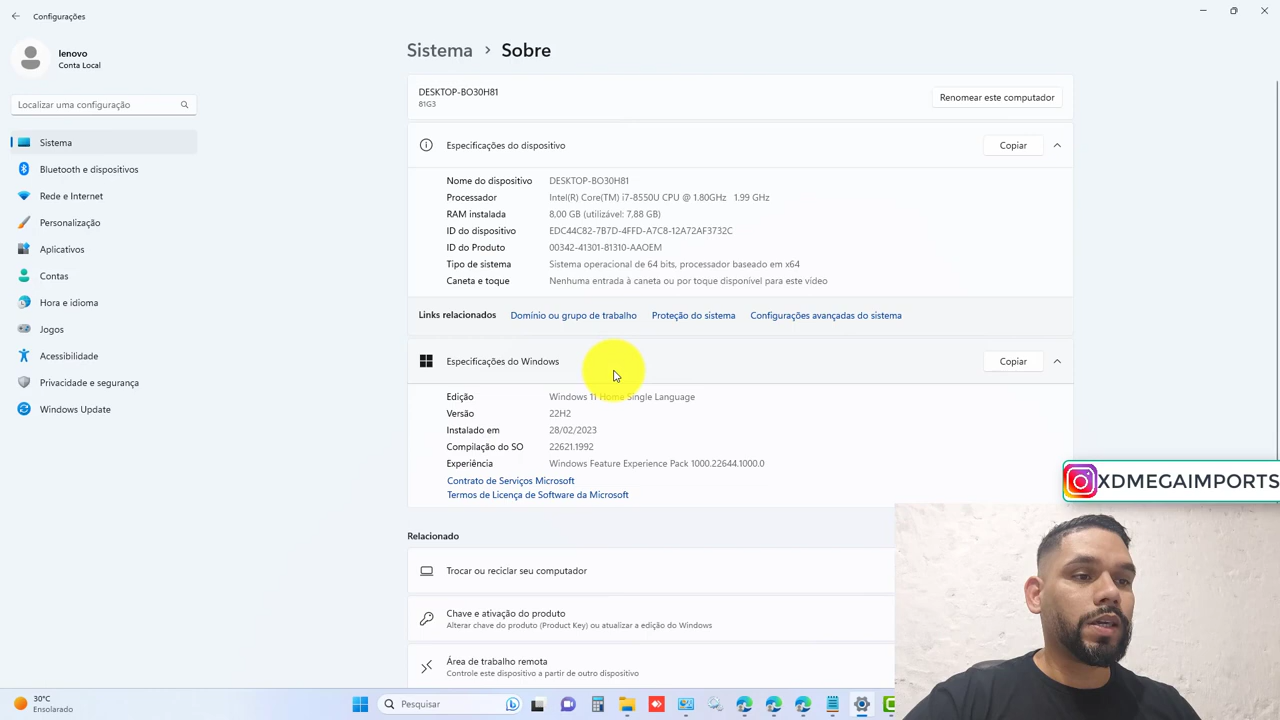 Configurações
lenovo
Conta Local
Localizar uma configuração
Sistema
Bluetooth e dispositivos
Rede e Internet
Personalização
Aplicativos
Contas
Hora e idioma
Jogos
Acessibilidade
Privacidade e segurança
Windows Update
Sistema > Sobre
DESKTOP-BO30H81
81G3
Renomear este computador
Especificações do dispositivo
Copiar
Nome do dispositivo DESKTOP-BO30H81
Processador Intel(R) Core(TM) i7-8550U CPU @ 1.80GHz 1.99 GHz
RAM instalada 8,00 GB (utilizável: 7,88 GB)
ID do dispositivo EDC44C82-7B7D-4FFD-A7C8-12A72AF3732C
ID do Produto 00342-41301-81310-AAOEM
Tipo de sistema Sistema operacional de 64 bits, processador baseado em x64
Caneta e toque Nenhuma entrada à caneta ou por toque disponível para este vídeo
Links relacionados Domínio ou grupo de trabalho Proteção do sistema Configurações avançadas do sistema
Especificações do Windows
Copiar
Edição Windows 11 Home Single Language
Versão 22H2
Instalado em 28/02/2023
Compilação do SO 22621.1992
Experiência Windows Feature Experience Pack 1000.22644.1000.0
Contrato de Serviços Microsoft
Termos de Licença de Software da Microsoft
Relacionado
Trocar ou reciclar seu computador
Chave e ativação do produto
Alterar chave do produto (Product Key) ou atualizar a edição do Windows
Área de trabalho remota
Controle este dispositivo a partir de outro dispositivo
XDMEGAIMPORTS
30°C
Ensolarado
Pesquisar